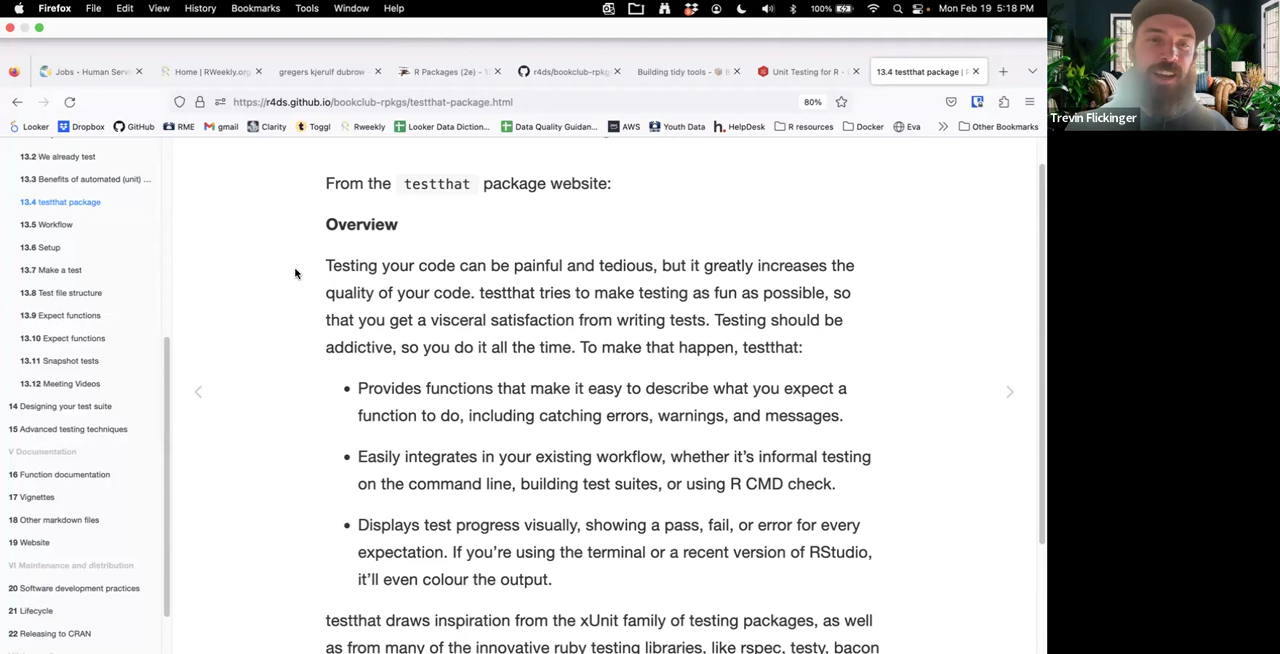 Firefox File Edit View History Bookmarks Tools Window Help 100% Mon Feb 19 5:18 PM
Jobs - Human Serv Home | RWeekly.org gregers kjerulf dubrow R Packages (2e) - 1 r4ds/bookclub-rpkg Building tidy tools - Unit Testing for R - 13.4 testthat package |
https://r4ds.github.io/bookclub-rpkgs/testthat-package.html 80%
Looker Dropbox GitHub RME gmail Clarity Toggl Rweekly Looker Data Diction... Data Quality Guidan... AWS Youth Data HelpDesk R resources Docker Eva Other Bookmarks
Trevin Flickinger
13.2 We already test
13.3 Benefits of automated (unit) ...
13.4 testthat package
13.5 Workflow
13.6 Setup
13.7 Make a test
13.8 Test file structure
13.9 Expect functions
13.10 Expect functions
13.11 Snapshot tests
13.12 Meeting Videos
14 Designing your test suite
15 Advanced testing techniques
V Documentation
16 Function documentation
17 Vignettes
18 Other markdown files
19 Website
VI Maintenance and distribution
20 Software development practices
21 Lifecycle
22 Releasing to CRAN
From the testthat package website:
Overview
Testing your code can be painful and tedious, but it greatly increases the
quality of your code. testthat tries to make testing as fun as possible, so
that you get a visceral satisfaction from writing tests. Testing should be
addictive, so you do it all the time. To make that happen, testthat:
• Provides functions that make it easy to describe what you expect a
function to do, including catching errors, warnings, and messages.
• Easily integrates in your existing workflow, whether it's informal testing
on the command line, building test suites, or using R CMD check.
• Displays test progress visually, showing a pass, fail, or error for every
expectation. If you're using the terminal or a recent version of RStudio,
it'll even colour the output.
testthat draws inspiration from the xUnit family of testing packages, as well
as from many of the innovative ruby testing libraries, like rspec, testy, bacon